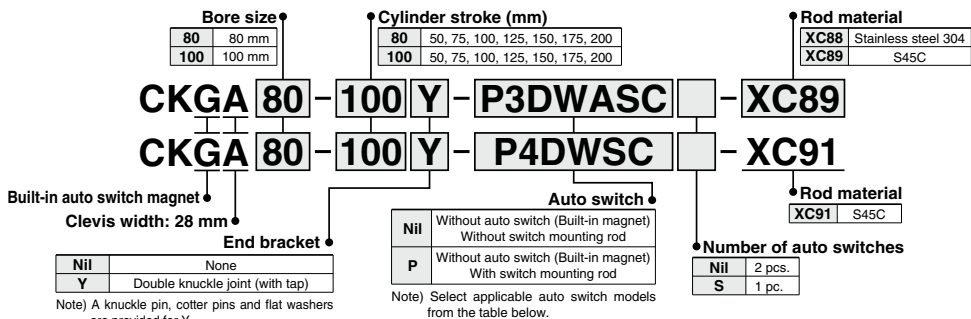 Bore size
80 80 mm
100 100 mm
Cylinder stroke (mm)
80 50, 75, 100, 125, 150, 175, 200
100 50, 75, 100, 125, 150, 175, 200
Rod material
XC88 Stainless steel 304
XC89 S45C
CKGA 80 – 100 Y – P3DWASC – XC89
CKGA 80 – 100 Y – P4DWSC – XC91
Built-in auto switch magnet
Clevis width: 28 mm
End bracket
Nil None
Y Double knuckle joint (with tap)
Note) A knuckle pin, cotter pins and flat washers
are provided for Y.
Auto switch
Nil Without auto switch (Built-in magnet)
Without switch mounting rod
P Without auto switch (Built-in magnet)
With switch mounting rod
Note) Select applicable auto switch models
from the table below.
Rod material
XC91 S45C
Number of auto switches
Nil 2 pcs.
S 1 pc.